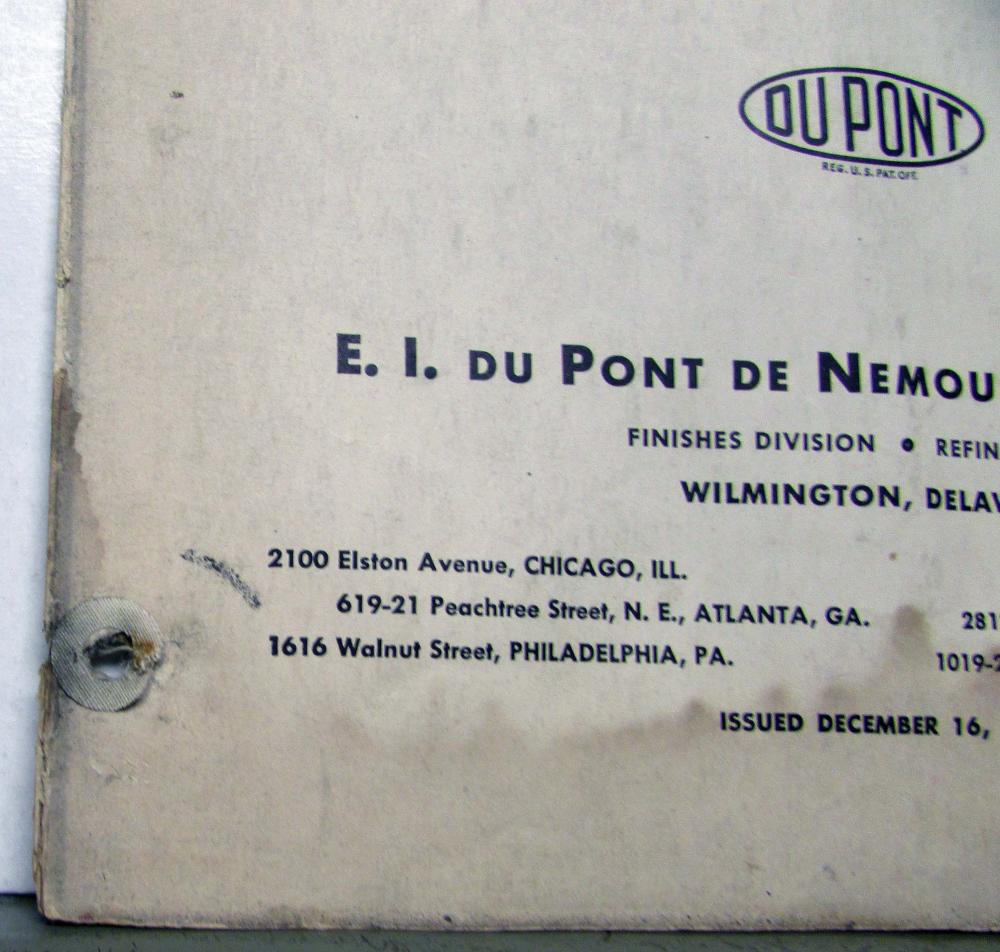 DU PONT
REG. U.S. PAT. OFF.
E. I. DU PONT DE NEMOU
FINISHES DIVISION • REFIN
WILMINGTON, DELAW
2100 Elston Avenue, CHICAGO, ILL.
619-21 Peachtree Street, N. E., ATLANTA, GA. 281
1616 Walnut Street, PHILADELPHIA, PA. 1019-2
ISSUED DECEMBER 16,